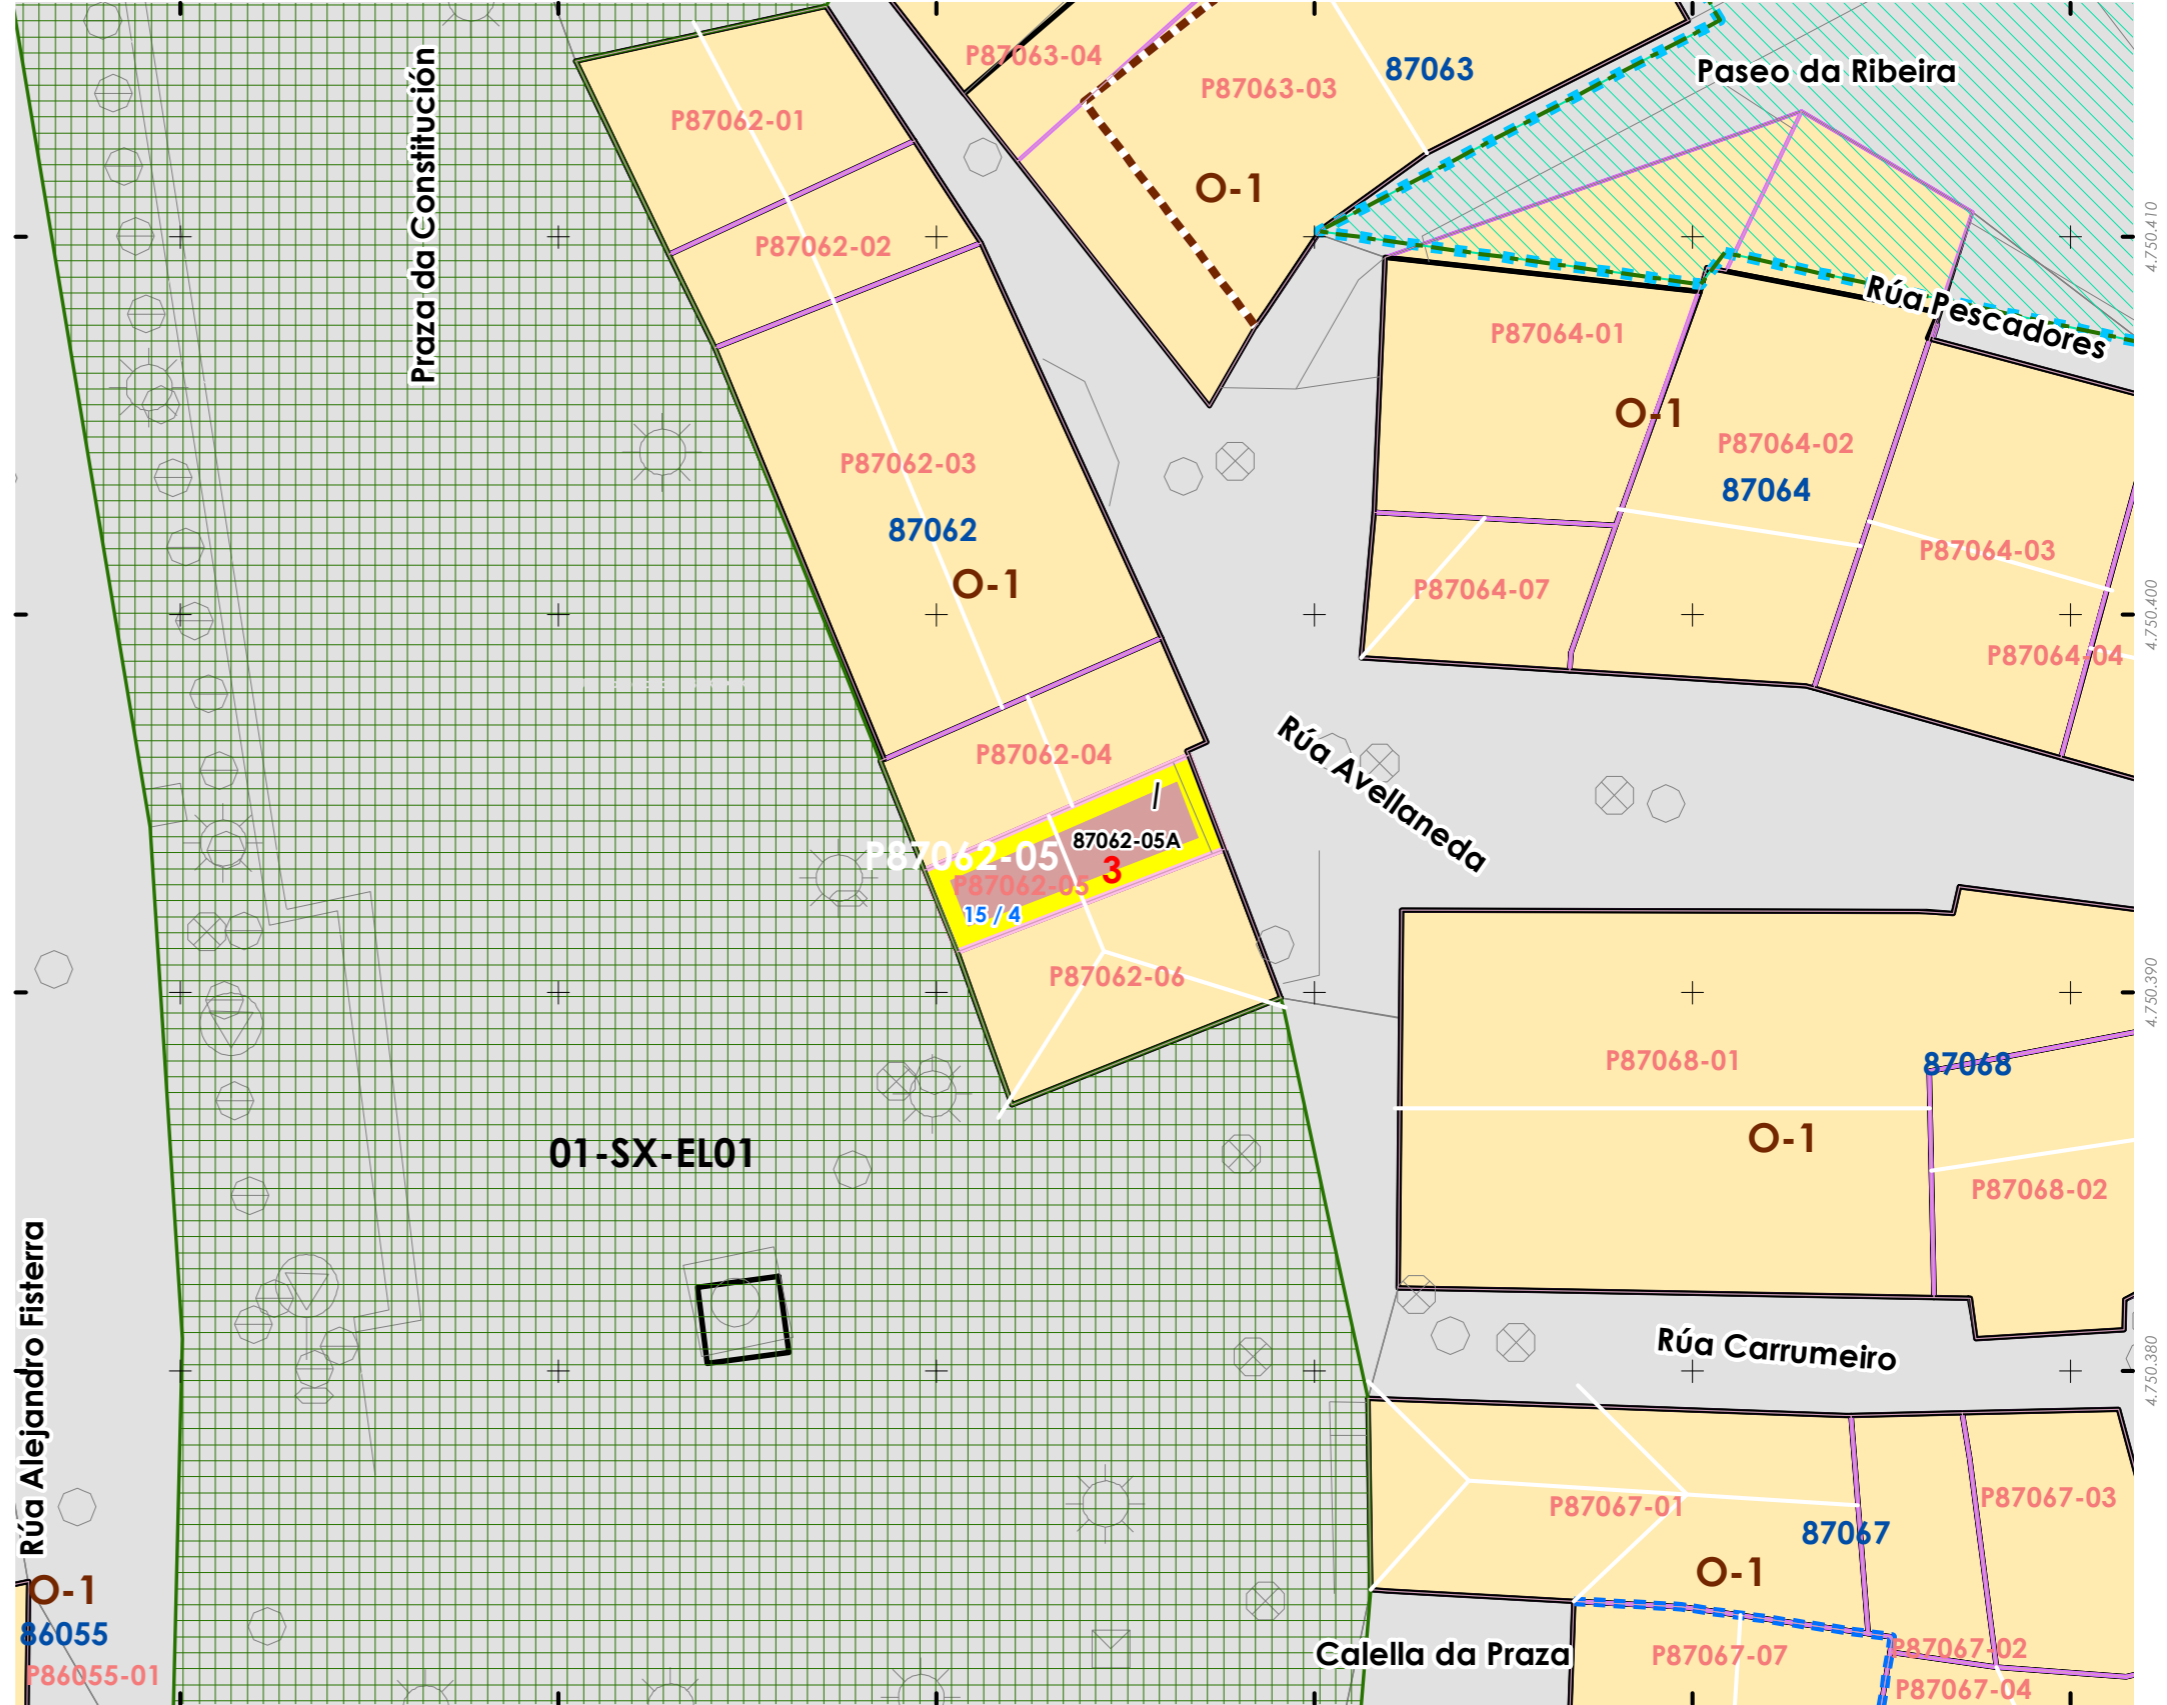 P87063-04
P87063-03
87063
Paseo da Ribeira
Praza da Constitución
P87062-01
O-1
P87062-02
4.750.410
Rúa Pescadores
P87064-01
O-1
P87064-02
P87062-03
87064
87062
P87064-03
O-1
P87064-07
4.750.400
P87064-04
P87062-04
Rúa Avellaneda
I
87062-05A
P87062-05
3
P87062-05
15 / 4
P87062-06
4.750.390
P87068-01
87068
O-1
01-SX-EL01
P87068-02
Rúa Alejandro Fisterra
Rúa Carrumeiro
4.750.380
P87067-01
P87067-03
87067
O-1
O-1
86055
P86055-01
Calella da Praza
P87067-07
P87067-02
P87067-04